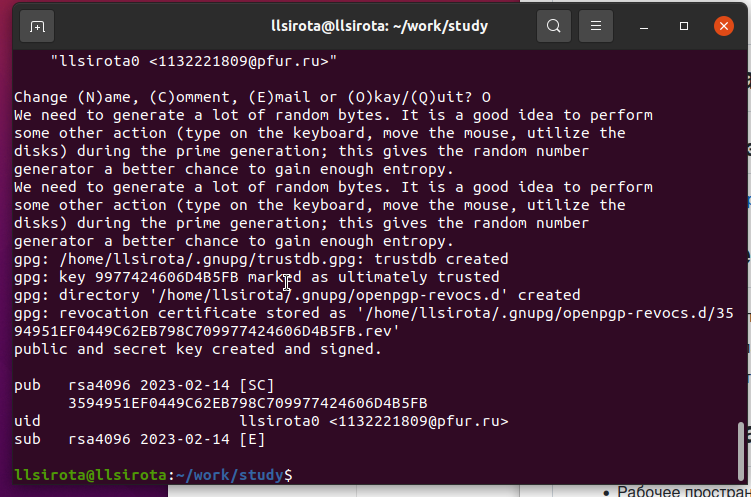 llsirota@llsirota: ~/work/study
"llsirota0 <1132221809@pfur.ru>"
Change (N)ame, (C)omment, (E)mail or (O)kay/(Q)uit? O
We need to generate a lot of random bytes. It is a good idea to perform
some other action (type on the keyboard, move the mouse, utilize the
disks) during the prime generation; this gives the random number
generator a better chance to gain enough entropy.
We need to generate a lot of random bytes. It is a good idea to perform
some other action (type on the keyboard, move the mouse, utilize the
disks) during the prime generation; this gives the random number
generator a better chance to gain enough entropy.
gpg: /home/llsirota/.gnupg/trustdb.gpg: trustdb created
gpg: key 9977424606D4B5FB marked as ultimately trusted
gpg: directory '/home/llsirota/.gnupg/openpgp-revocs.d' created
gpg: revocation certificate stored as '/home/llsirota/.gnupg/openpgp-revocs.d/35
94951EF0449C62EB798C709977424606D4B5FB.rev'
public and secret key created and signed.
pub   rsa4096 2023-02-14 [SC]
3594951EF0449C62EB798C709977424606D4B5FB
uid                      llsirota0 <1132221809@pfur.ru>
sub   rsa4096 2023-02-14 [E]
llsirota@llsirota:~/work/study$
• Рабочее простран